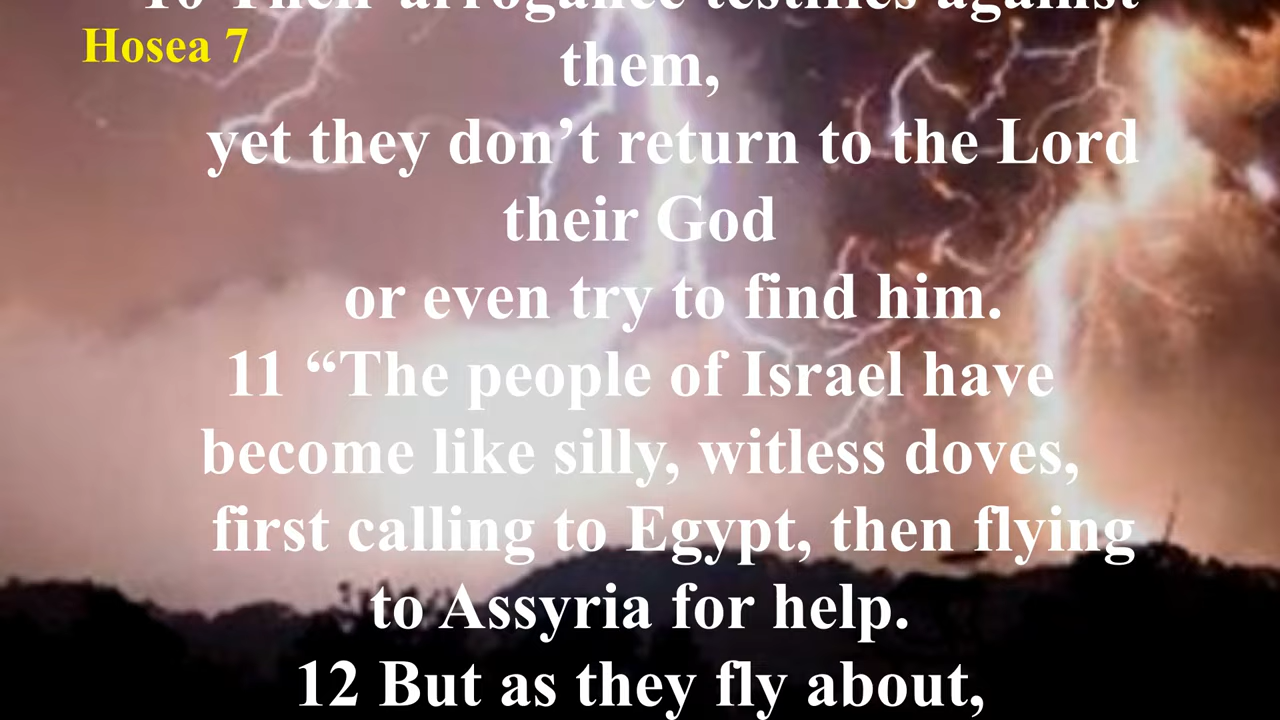 10 Their arrogance testifies against
Hosea 7
them,
yet they don’t return to the Lord
their God
or even try to find him.
11 “The people of Israel have
become like silly, witless doves,
first calling to Egypt, then flying
to Assyria for help.
12 But as they fly about,